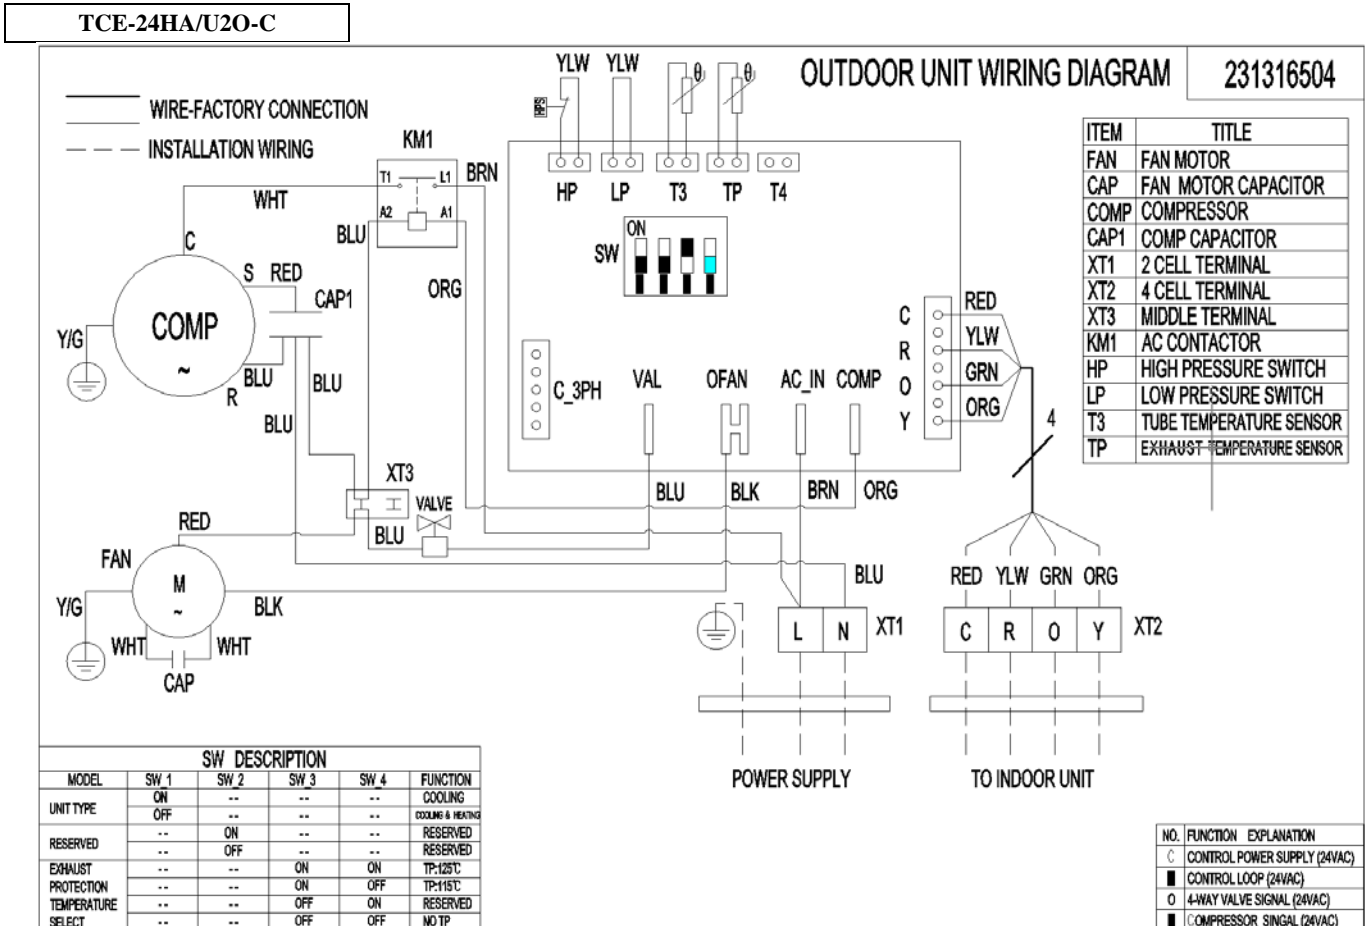 TCE-24HA/U2O-C
OUTDOOR UNIT WIRING DIAGRAM
231316504
WIRE-FACTORY CONNECTION
INSTALLATION WIRING
YLW YLW θ θ
HPS
HP LP T3 TP T4
KM1
T1 L1 BRN
A2 A1
WHT
BLU
ORG
ON
SW
ITEM TITLE
FAN FAN MOTOR
CAP FAN MOTOR CAPACITOR
COMP COMPRESSOR
CAP1 COMP CAPACITOR
XT1 2 CELL TERMINAL
XT2 4 CELL TERMINAL
XT3 MIDDLE TERMINAL
KM1 AC CONTACTOR
HP HIGH PRESSURE SWITCH
LP LOW PRESSURE SWITCH
T3 TUBE TEMPERATURE SENSOR
TP EXHAUST TEMPERATURE SENSOR
C
S RED
CAP1
COMP
~
Y/G
BLU
R
BLU
BLU
C_3PH
VAL OFAN AC_IN COMP
C RED
R YLW
O GRN
Y ORG
4
XT3
VALVE
BLU BLK BRN ORG
RED
BLU
FAN
M
~
Y/G
BLK
WHT WHT
CAP
BLU
L N XT1
RED YLW GRN ORG
C R O Y XT2
POWER SUPPLY
TO INDOOR UNIT
SW DESCRIPTION
MODEL SW_1 SW_2 SW_3 SW_4 FUNCTION
UNIT TYPE
ON -- -- -- COOLING
OFF -- -- -- COOLING & HEATING
RESERVED
-- ON -- -- RESERVED
-- OFF -- -- RESERVED
EXHAUST -- -- ON ON TP:125℃
PROTECTION -- -- ON OFF TP:115℃
TEMPERATURE -- -- OFF ON RESERVED
SELECT -- -- OFF OFF NO TP
NO. FUNCTION EXPLANATION
C CONTROL POWER SUPPLY (24VAC)
CONTROL LOOP (24VAC)
O 4-WAY VALVE SIGNAL (24VAC)
COMPRESSOR SINGAL (24VAC)